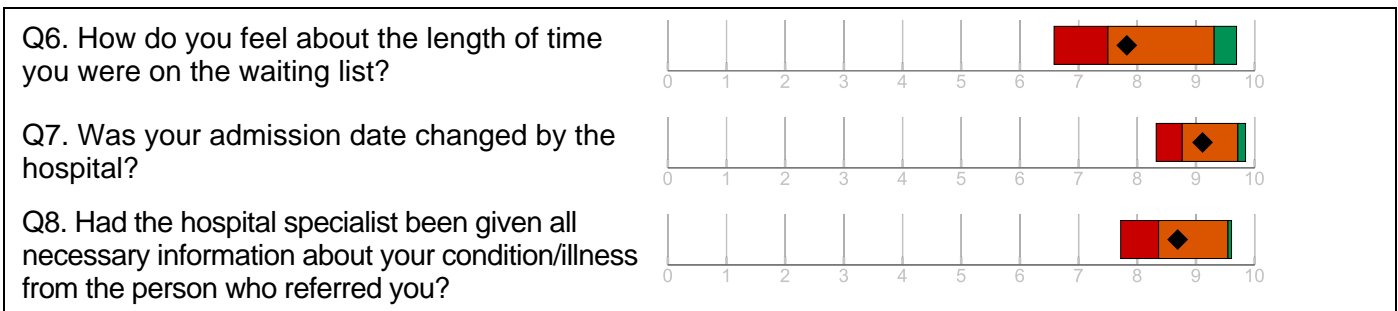 Q6. How do you feel about the length of time
you were on the waiting list?
0 1 2 3 4 5 6 7 8 9 10
Q7. Was your admission date changed by the
hospital?
0 1 2 3 4 5 6 7 8 9 10
Q8. Had the hospital specialist been given all
necessary information about your condition/illness
from the person who referred you?
0 1 2 3 4 5 6 7 8 9 10